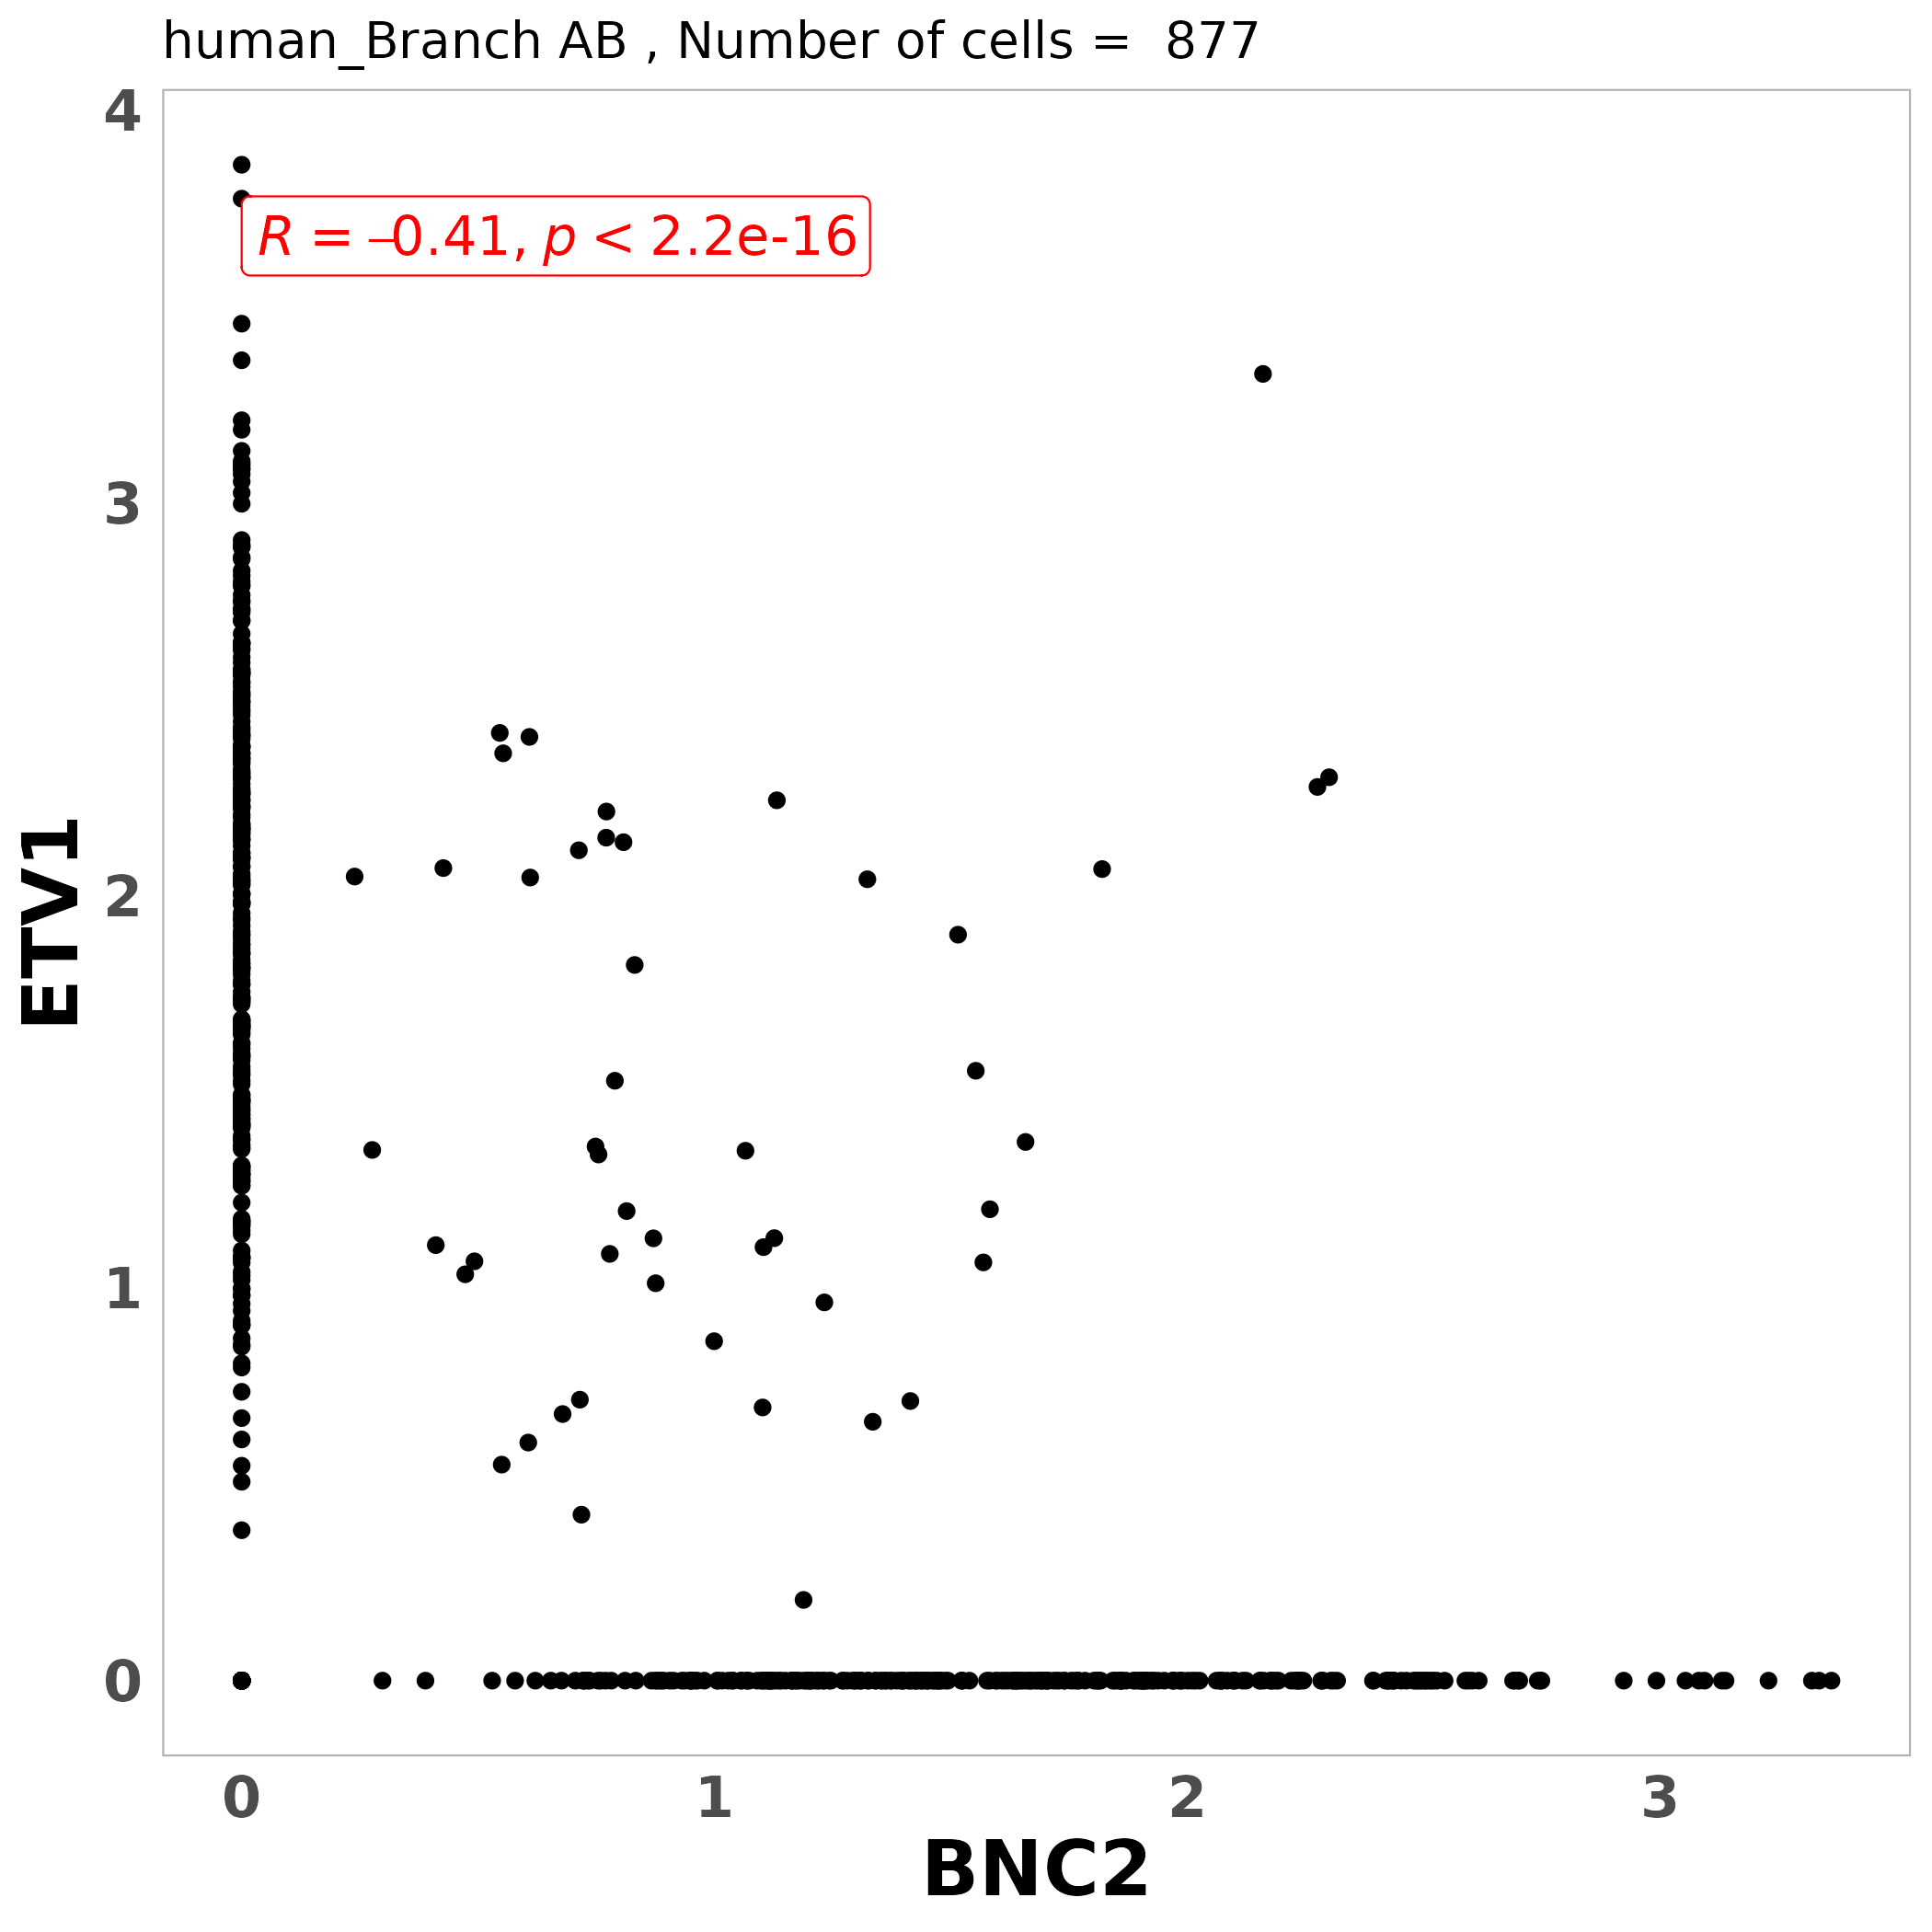 human_Branch AB , Number of cells =  877
4
R = –0.41, p < 2.2e-16
3
ETV1
2
1
0
0 1 2 3
BNC2